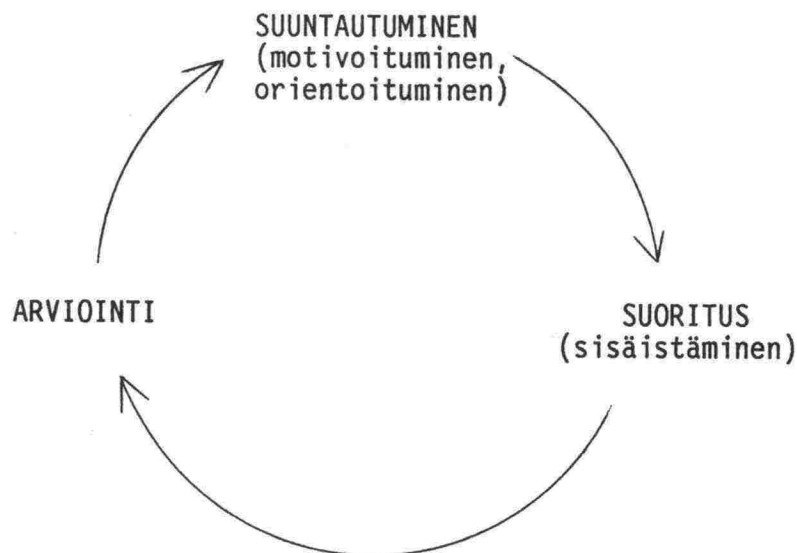 SUUNTAUTUMINEN
(motivoituminen,
orientoituminen)
ARVIOINTI
SUORITUS
(sisäistäminen)